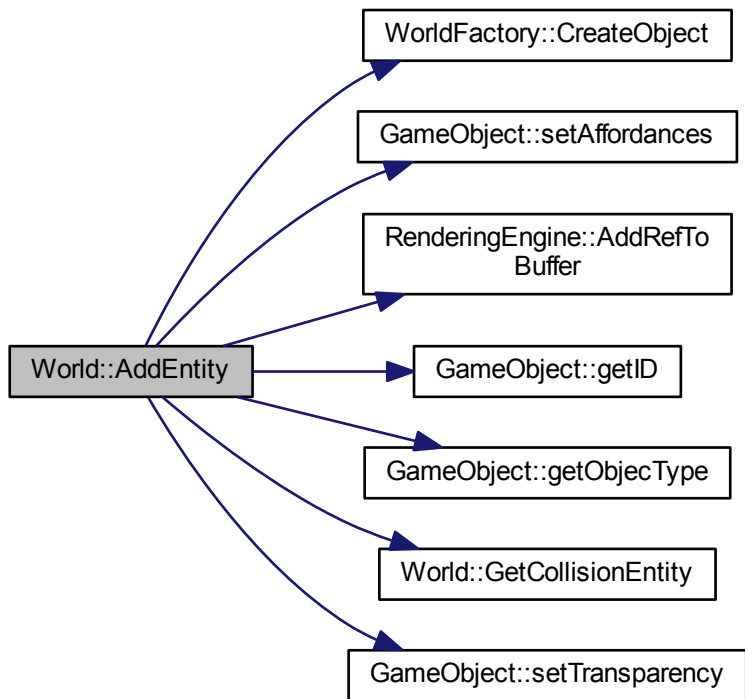 WorldFactory::CreateObject
GameObject::setAffordances
RenderingEngine::AddRefTo
Buffer
World::AddEntity
GameObject::getID
GameObject::getObjecType
World::GetCollisionEntity
GameObject::setTransparency